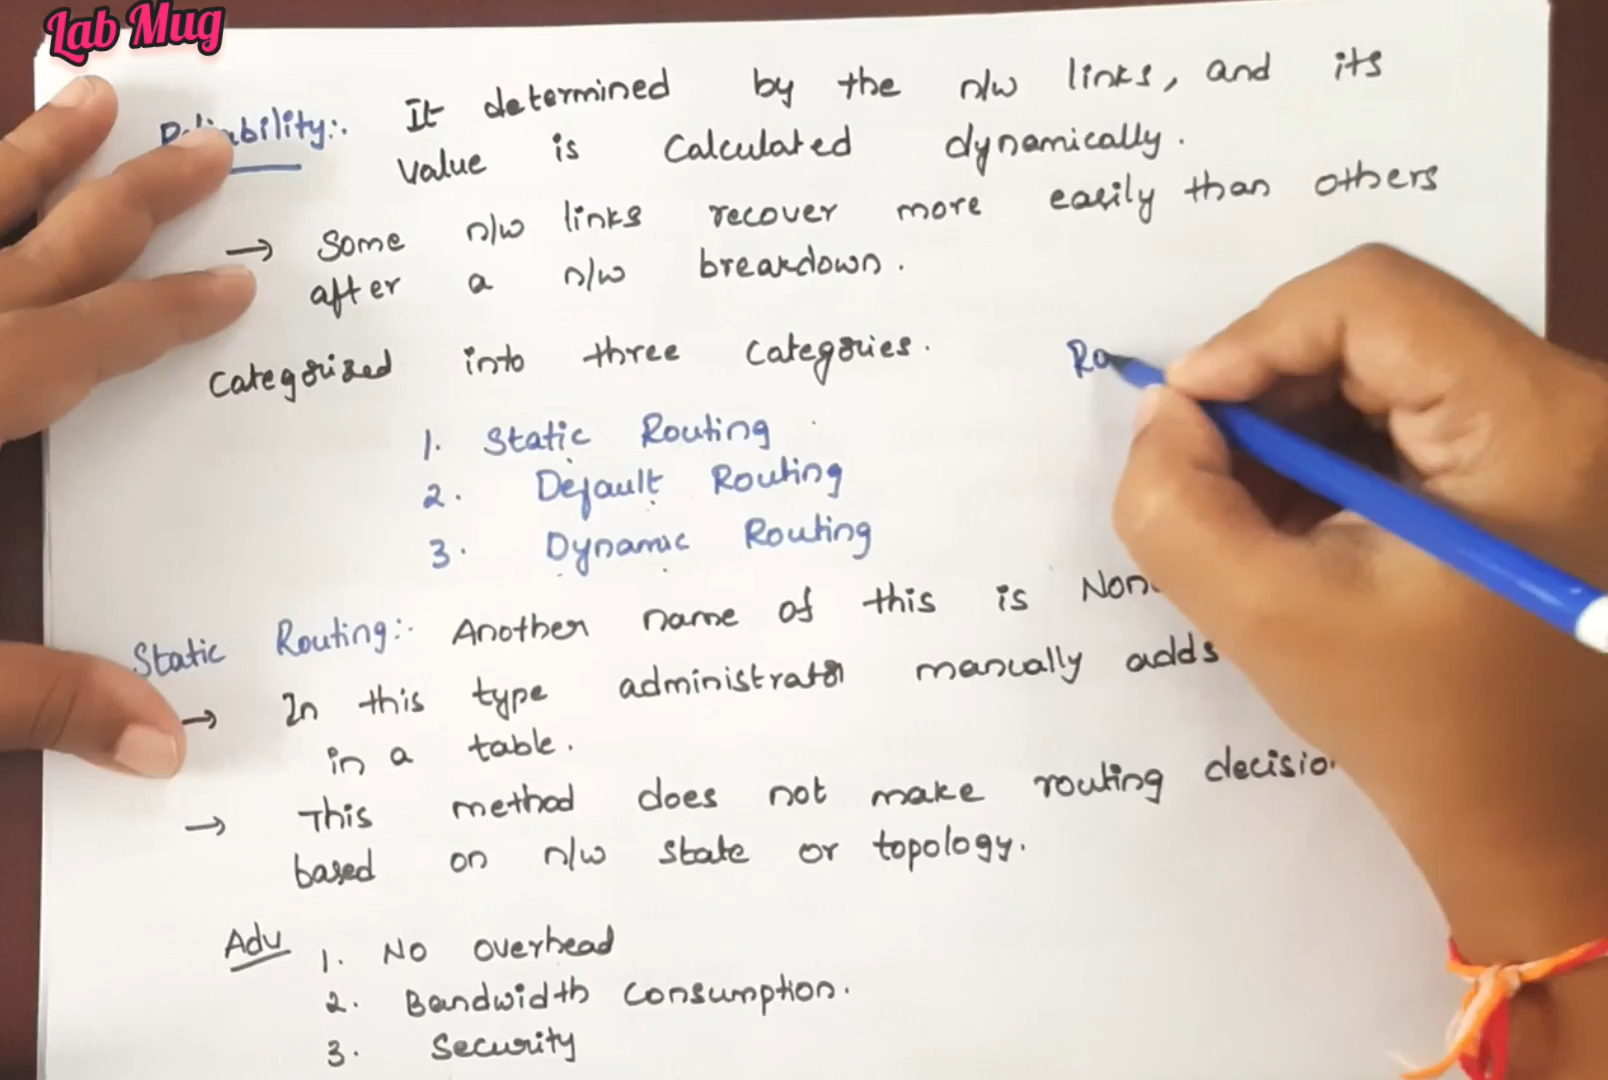 Lab Mug
Reliability:. It determined by the n/w links, and its
value is calculated dynamically.
→ Some n/w links recover more easily than others
after a n/w breakdown.
Categorized into three categories.
1. Static Routing
2. Default Routing
3. Dynamic Routing
Static Routing:. Another name of this is
→ In this type administrator manually adds
in a table.
→ This method does not make routing
based on n/w state or topology.
Adv
1. No overhead
2. Bandwidth consumption.
3. Security